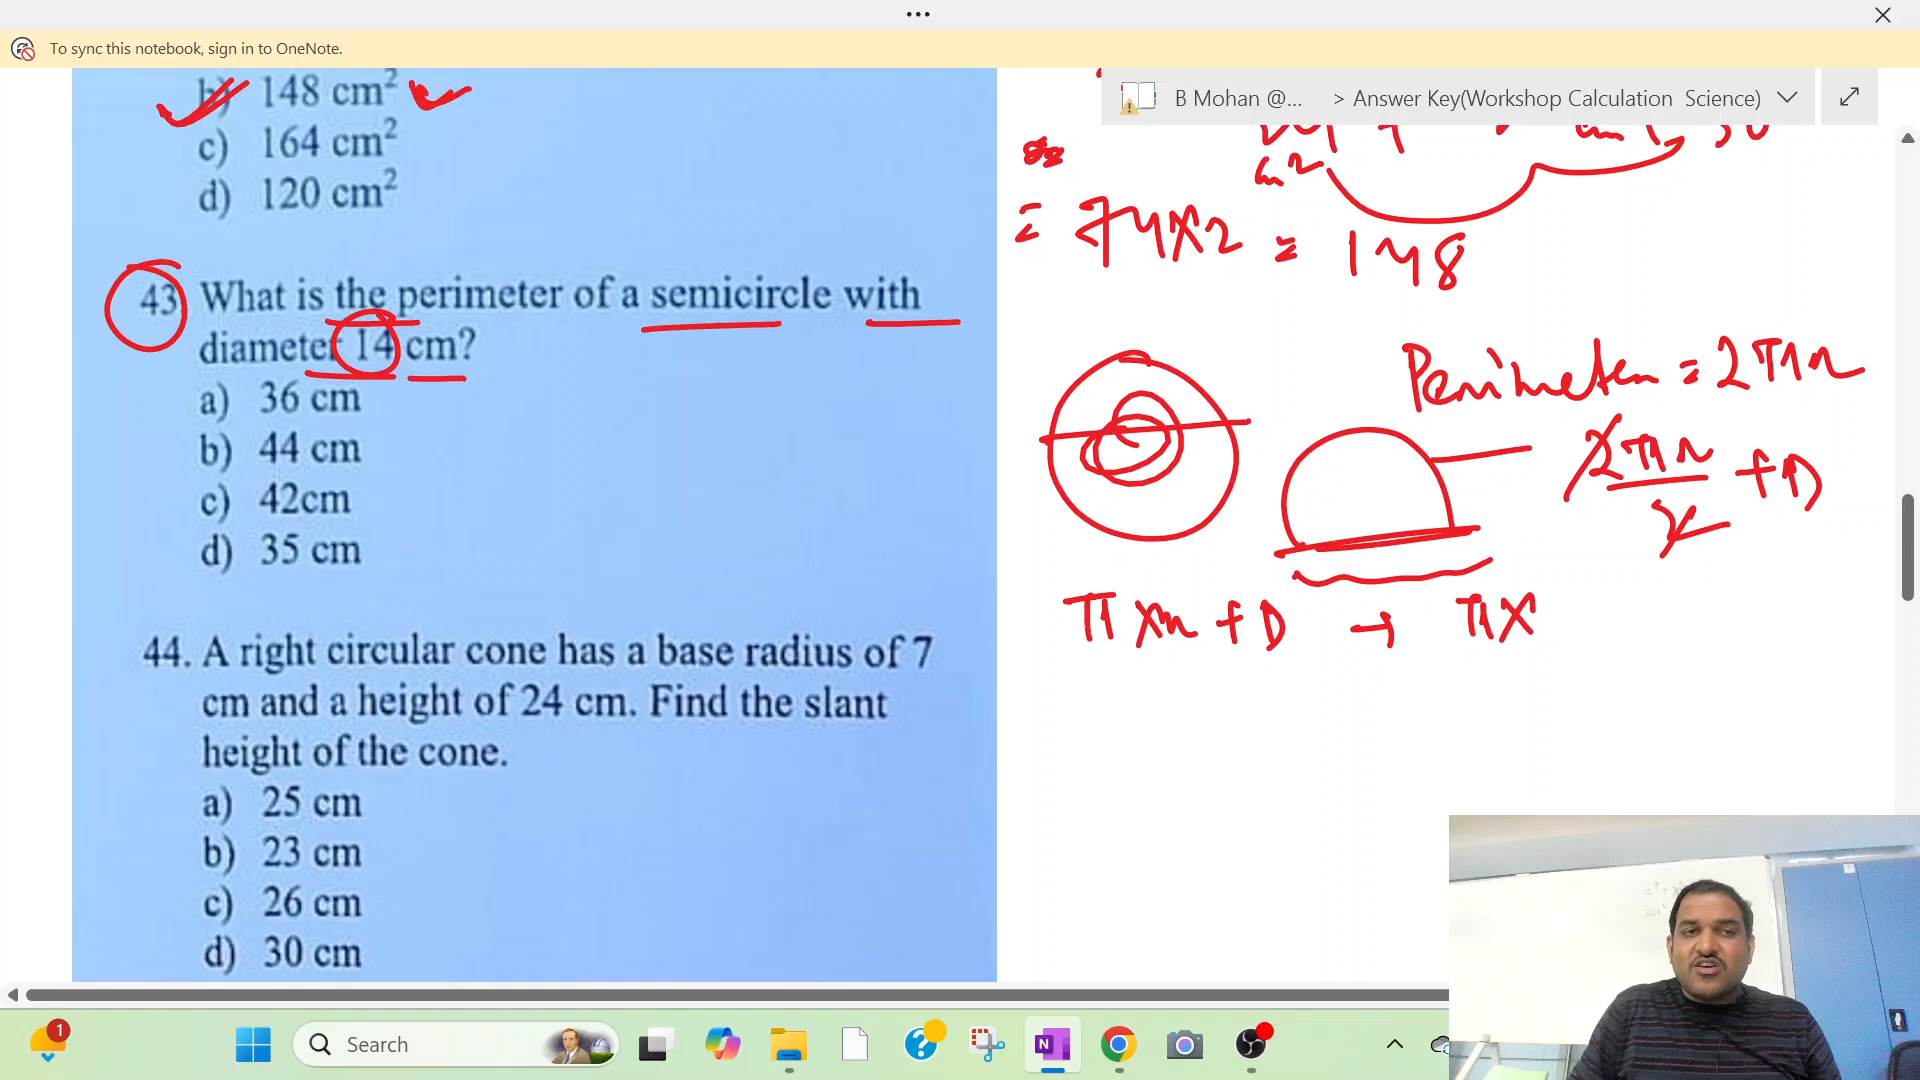 To sync this notebook, sign in to OneNote.
b) 148 cm²
c) 164 cm²
d) 120 cm²
B Mohan @... > Answer Key(Workshop Calculation Science)
= 74x2 = 148
43. What is the perimeter of a semicircle with
diameter 14 cm?
a) 36 cm
b) 44 cm
c) 42cm
d) 35 cm
Perimeter = 2πr
2πr/2 + D
π x r + D → π x
44. A right circular cone has a base radius of 7
cm and a height of 24 cm. Find the slant
height of the cone.
a) 25 cm
b) 23 cm
c) 26 cm
d) 30 cm
1
Search